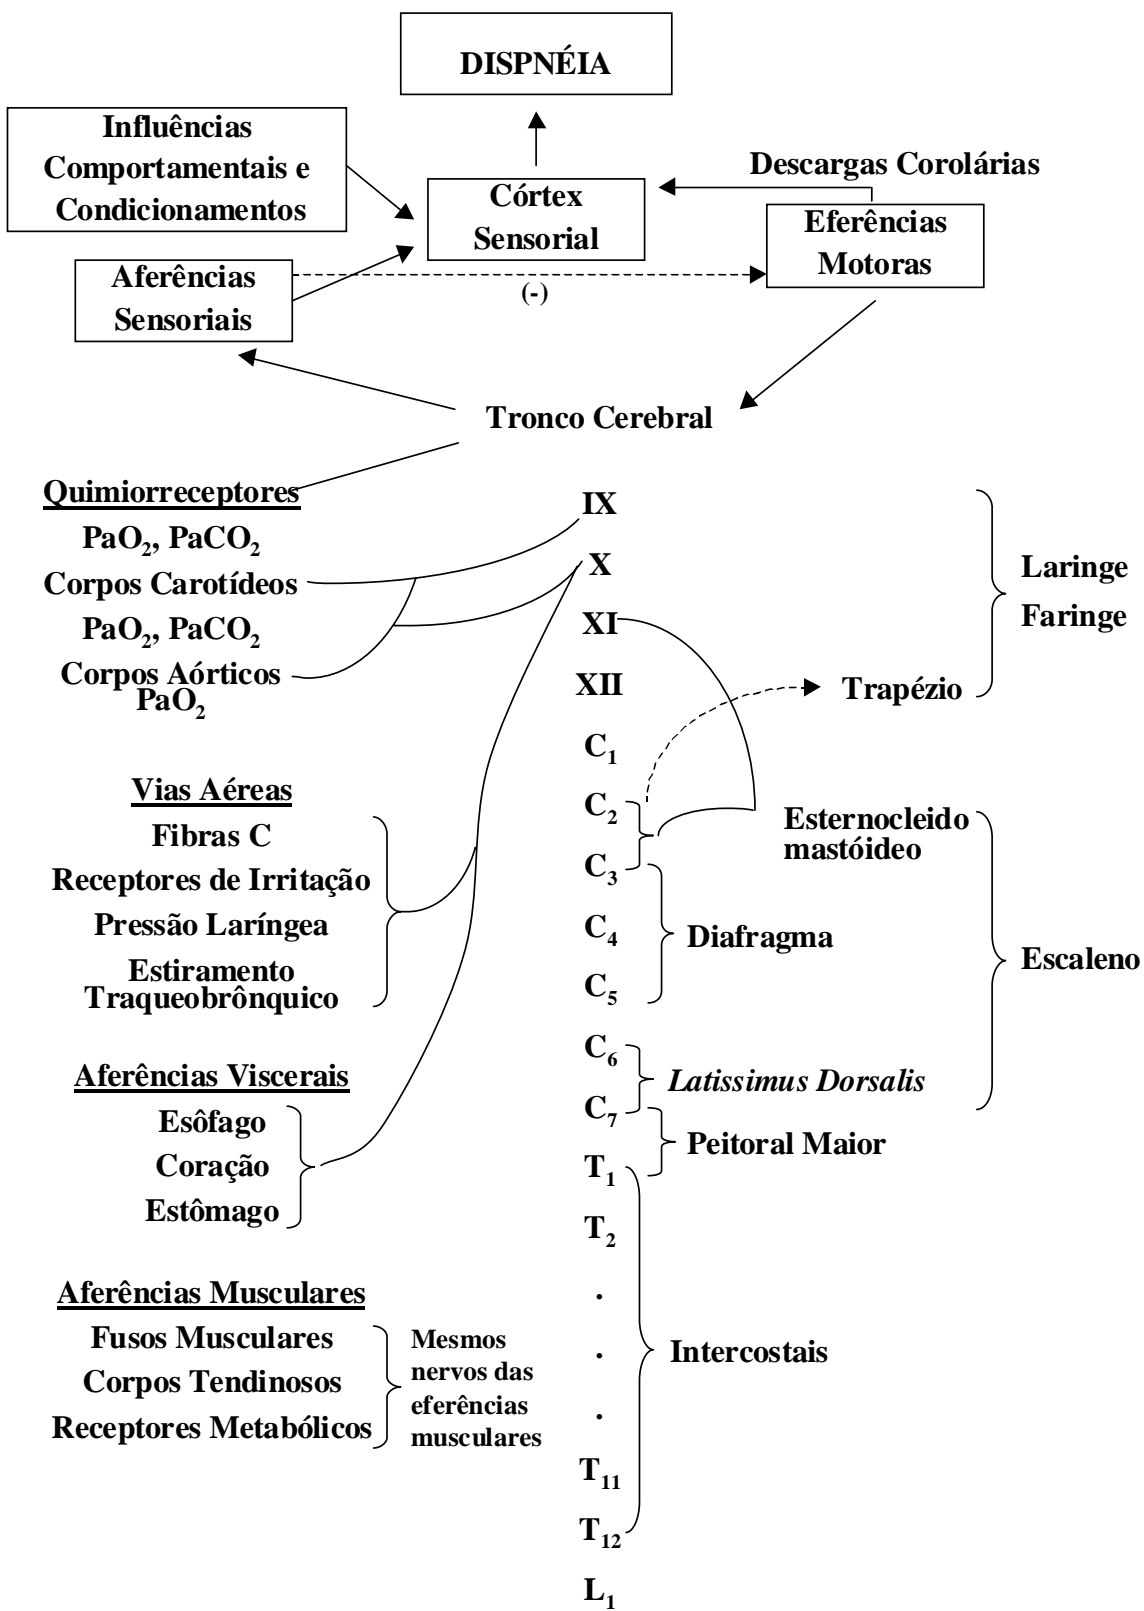 DISPNÉIA
Influências
Comportamentais e
Condicionamentos
Descargas Corolárias
Córtex
Sensorial
Eferências
Motoras
Aferências
Sensoriais
(-)
Tronco Cerebral
Quimiorreceptores
PaO₂, PaCO₂
Corpos Carotídeos
PaO₂, PaCO₂
Corpos Aórticos
PaO₂
Vias Aéreas
Fibras C
Receptores de Irritação
Pressão Laríngea
Estiramento
Traqueobrônquico
Aferências Viscerais
Esôfago
Coração
Estômago
Aferências Musculares
Fusos Musculares
Corpos Tendinosos
Receptores Metabólicos
Mesmos
nervos das
eferências
musculares
IX
X
XI
XII
C₁
C₂
C₃
C₄
C₅
C₆
C₇
T₁
T₂
.
.
.
T₁₁
T₁₂
L₁
Laringe
Faringe
Trapézio
Esternocleido
mastóideo
Diafragma
Escaleno
Latissimus Dorsalis
Peitoral Maior
Intercostais